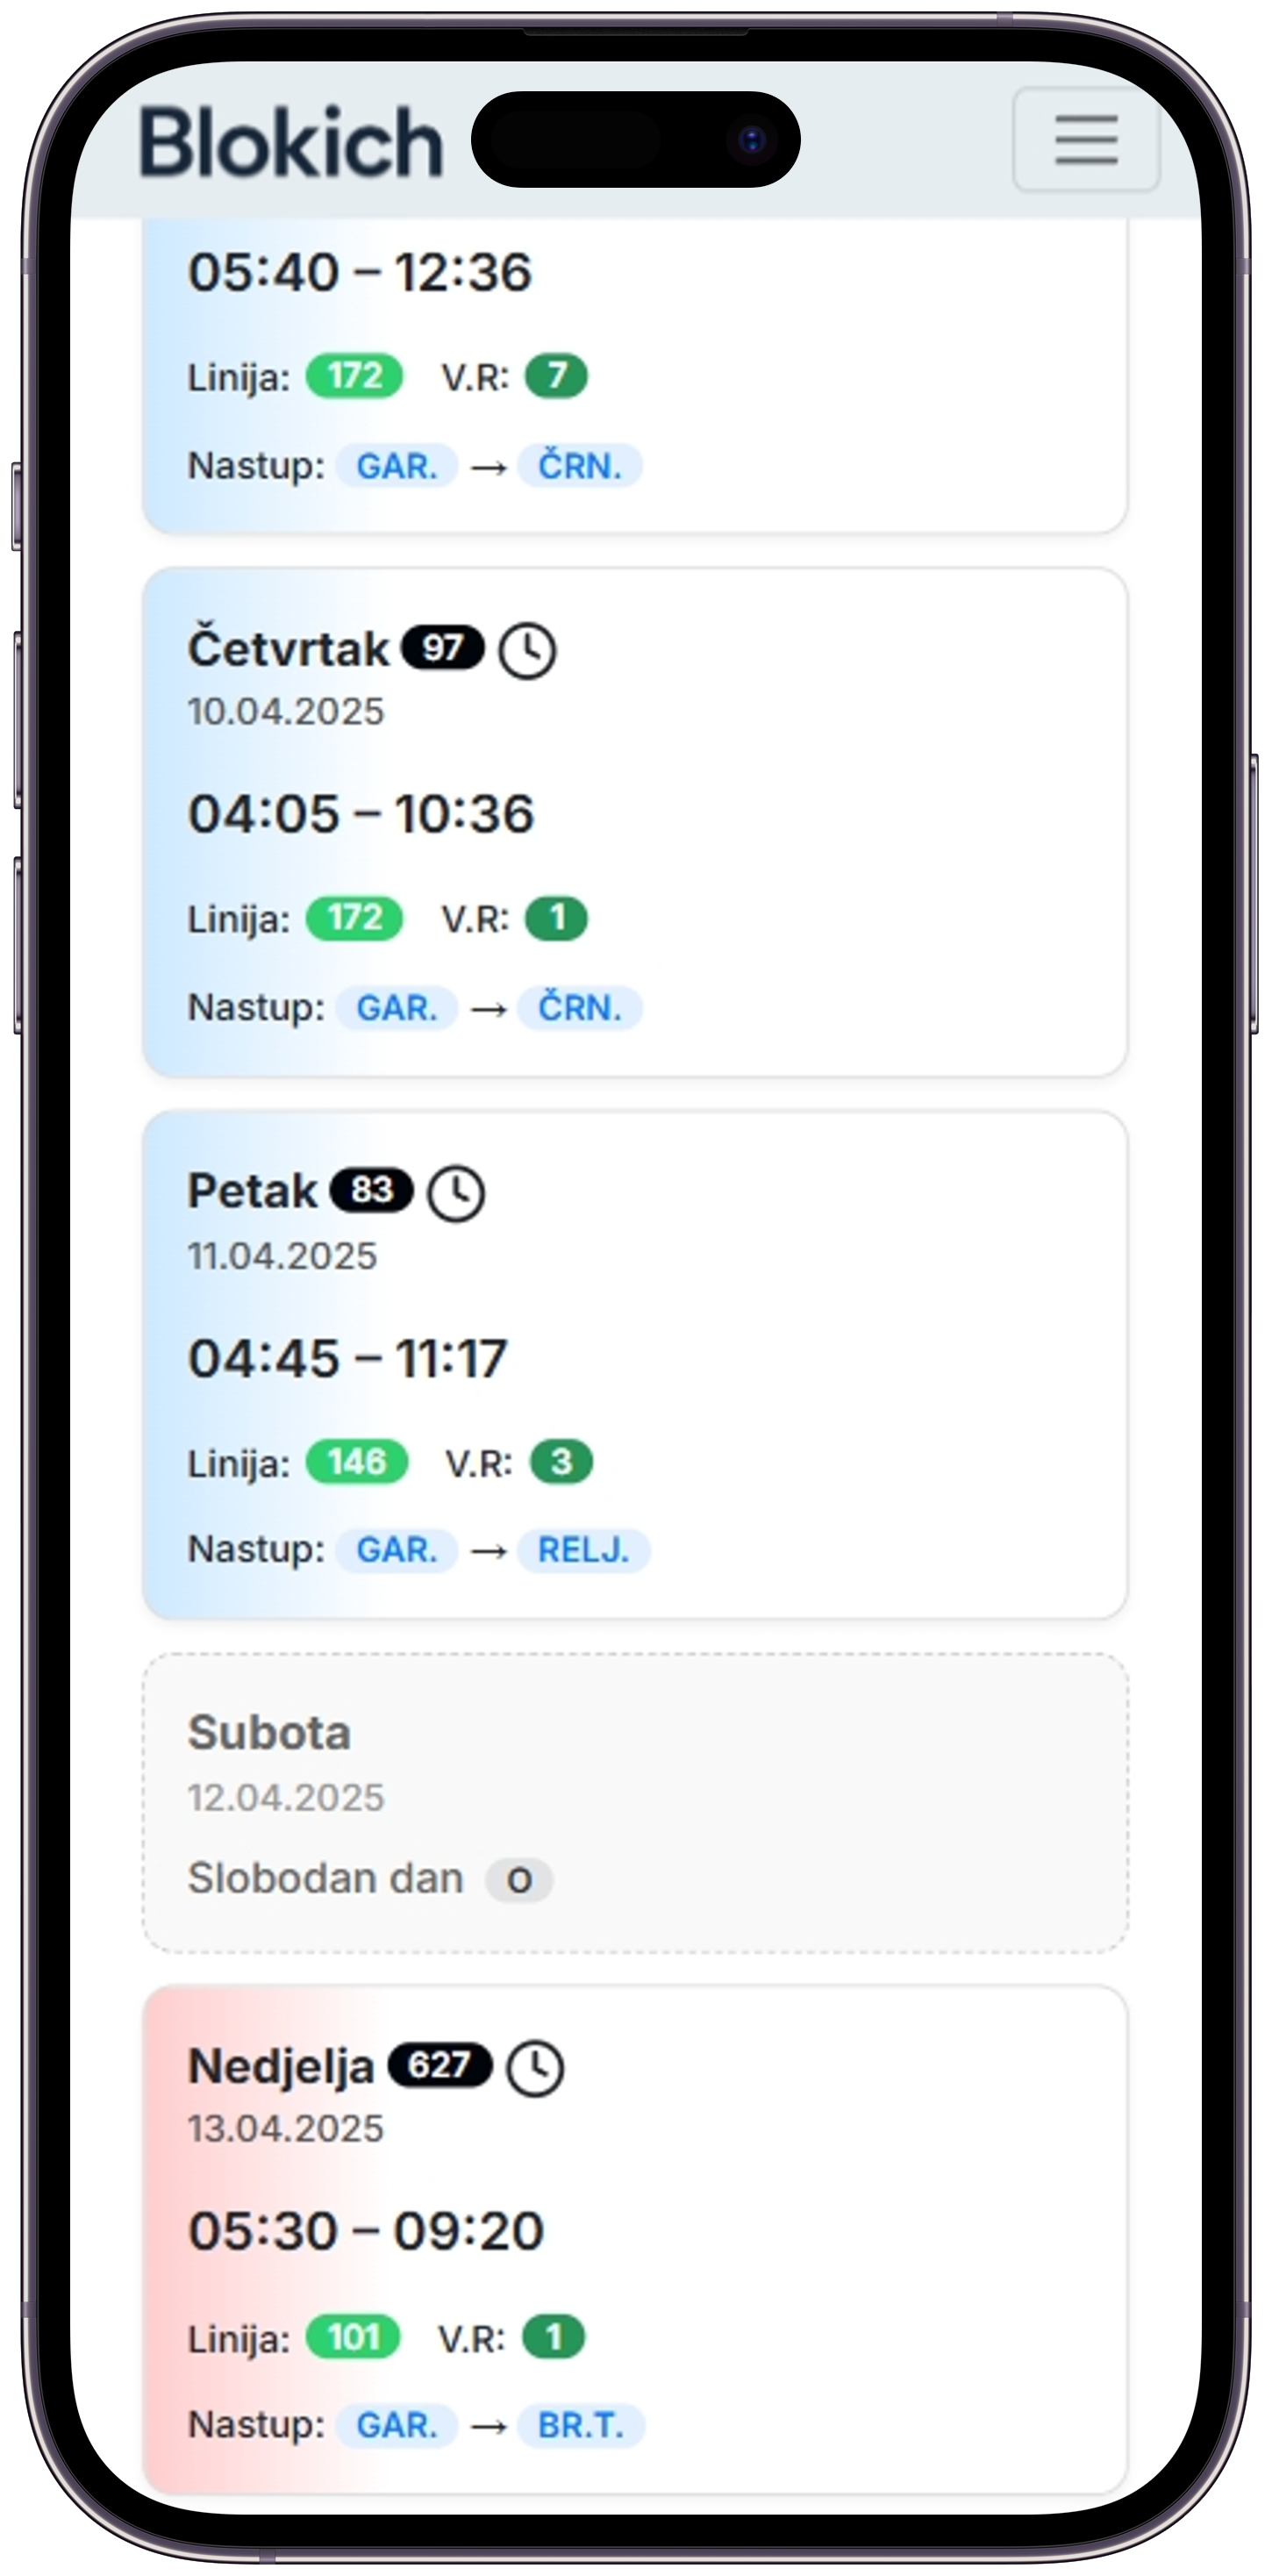 Blokich
05:40 – 12:36
Linija: 172 V.R: 7
Nastup: GAR. → ČRN.
Četvrtak 97
10.04.2025
04:05 – 10:36
Linija: 172 V.R: 1
Nastup: GAR. → ČRN.
Petak 83
11.04.2025
04:45 – 11:17
Linija: 146 V.R: 3
Nastup: GAR. → RELJ.
Subota
12.04.2025
Slobodan dan O
Nedjelja 627
13.04.2025
05:30 – 09:20
Linija: 101 V.R: 1
Nastup: GAR. → BR.T.